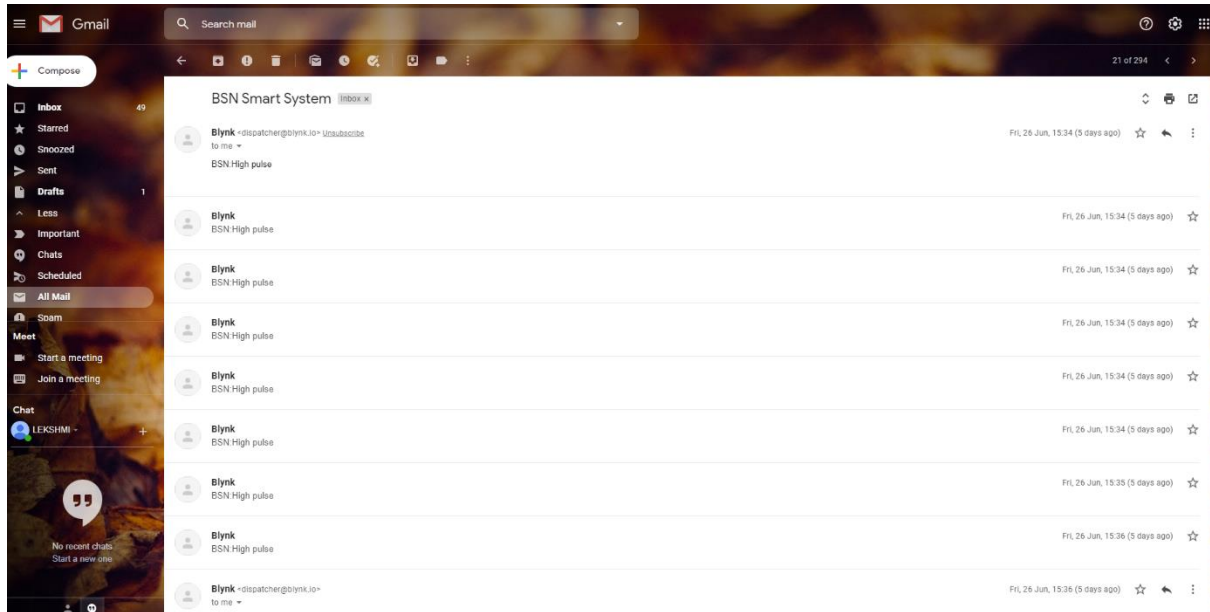 Gmail
Search mail
Compose
21 of 294
Inbox 49
Starred
Snoozed
Sent
Drafts 1
Less
Important
Chats
Scheduled
All Mail
Spam
Meet
Start a meeting
Join a meeting
Chat
LEKSHMI
No recent chats
Start a new one
BSN Smart System Inbox x
Blynk <dispatcher@blynk.io> Unsubscribe Fri, 26 Jun, 15:34 (5 days ago)
to me
BSN:High pulse
Blynk Fri, 26 Jun, 15:34 (5 days ago)
BSN:High pulse
Blynk Fri, 26 Jun, 15:34 (5 days ago)
BSN:High pulse
Blynk Fri, 26 Jun, 15:34 (5 days ago)
BSN:High pulse
Blynk Fri, 26 Jun, 15:34 (5 days ago)
BSN:High pulse
Blynk Fri, 26 Jun, 15:34 (5 days ago)
BSN:High pulse
Blynk Fri, 26 Jun, 15:35 (5 days ago)
BSN:High pulse
Blynk Fri, 26 Jun, 15:36 (5 days ago)
BSN:High pulse
Blynk <dispatcher@blynk.io> Fri, 26 Jun, 15:36 (5 days ago)
to me